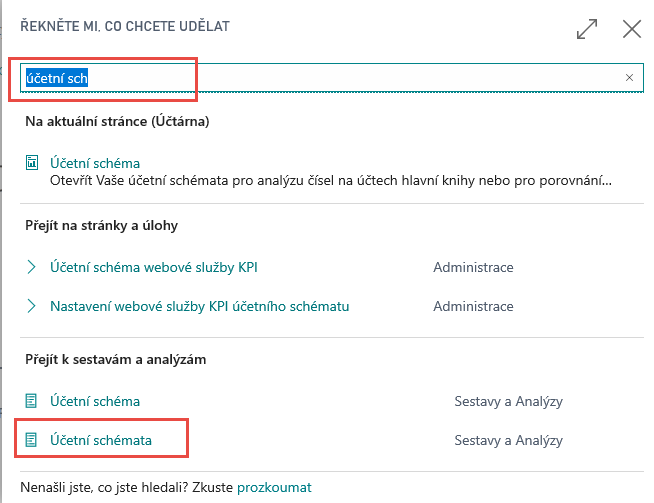 ŘEKNĚTE MI, CO CHCETE UDĚLAT
účetní sch
Na aktuální stránce (Účtárna)
Účetní schéma
Otevřít Vaše účetní schémata pro analýzu čísel na účtech hlavní knihy nebo pro porovnání...
Přejít na stránky a úlohy
Účetní schéma webové služby KPI Administrace
Nastavení webové služby KPI účetního schématu Administrace
Přejít k sestavám a analýzám
Účetní schéma Sestavy a Analýzy
Účetní schémata Sestavy a Analýzy
Nenašli jste, co jste hledali? Zkuste prozkoumat